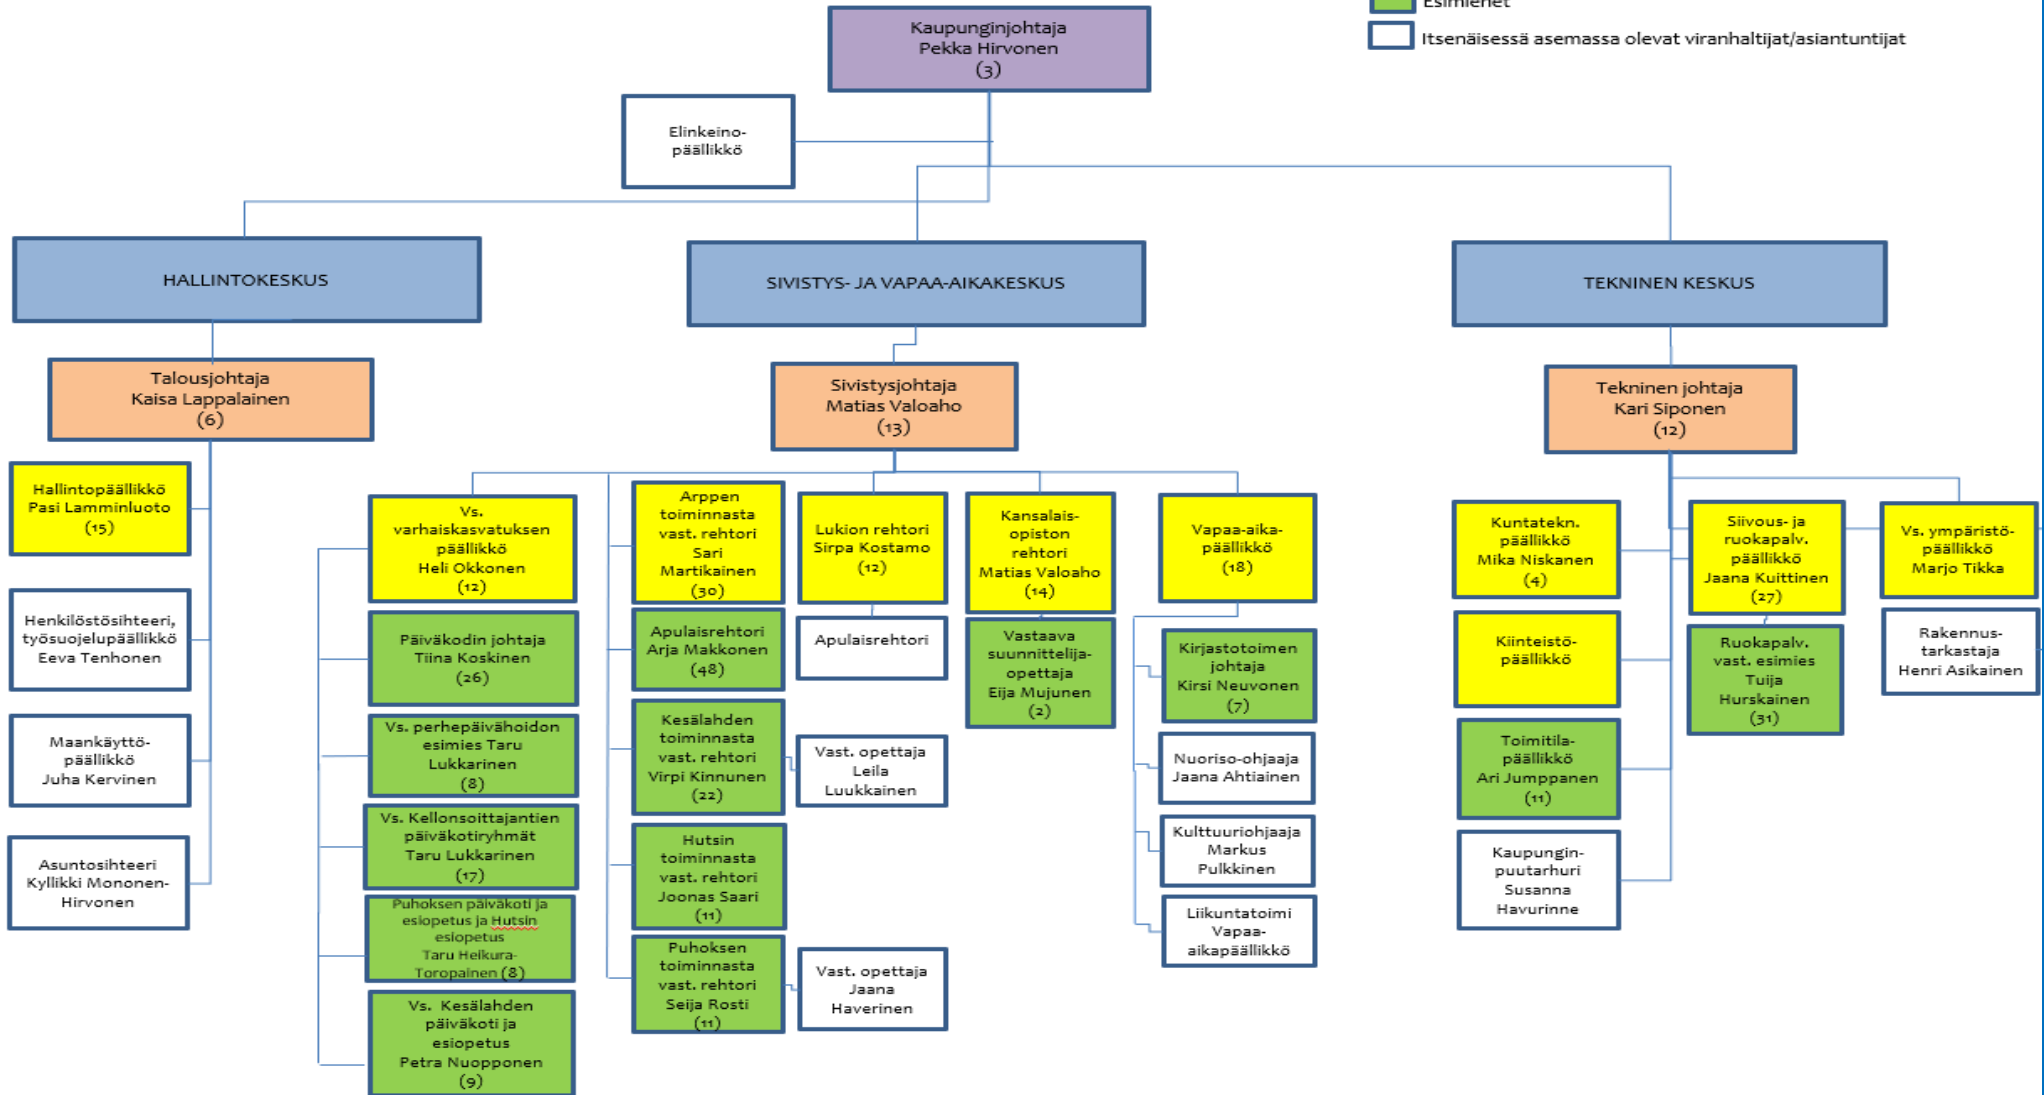 Esimiehet
Itsenäisessä asemassa olevat viranhaltijat/asiantuntijat
Kaupunginjohtaja
Pekka Hirvonen
(3)
Elinkeino-
päällikkö
HALLINTOKESKUS
SIVISTYS- JA VAPAA-AIKAKESKUS
TEKNINEN KESKUS
Talousjohtaja
Kaisa Lappalainen
(6)
Sivistysjohtaja
Matias Valoaho
(13)
Tekninen johtaja
Kari Siponen
(12)
Hallintopäällikkö
Pasi Lamminluoto
(15)
Henkilöstösihteeri,
työsuojelupäällikkö
Eeva Tenhonen
Maankäyttö-
päällikkö
Juha Kervinen
Asuntosihteeri
Kyllikki Mononen-
Hirvonen
Vs.
varhaiskasvatuksen
päällikkö
Heli Okkonen
(12)
Päiväkodin johtaja
Tiina Koskinen
(26)
Vs. perhepäivähoidon
esimies Taru
Lukkarinen
(8)
Vs. Kellonsoittajantien
päiväkotiryhmät
Taru Lukkarinen
(17)
Puhoksen päiväkoti ja
esiopetus ja Hutsin
esiopetus
Taru Heikura-
Toropainen (8)
Vs. Kesälahden
päiväkoti ja
esiopetus
Petra Nuopponen
(9)
Arppen
toiminnasta
vast. rehtori
Sari
Martikainen
(30)
Apulaisrehtori
Arja Makkonen
(48)
Kesälahden
toiminnasta
vast. rehtori
Virpi Kinnunen
(22)
Hutsin
toiminnasta
vast. rehtori
Joonas Saari
(11)
Puhoksen
toiminnasta
vast. rehtori
Seija Rosti
(11)
Lukion rehtori
Sirpa Kostamo
(12)
Apulaisrehtori
Vast. opettaja
Leila
Luukkainen
Vast. opettaja
Jaana
Haverinen
Kansalais-
opiston
rehtori
Matias Valoaho
(14)
Vastaava
suunnittelija-
opettaja
Eija Mujunen
(2)
Vapaa-aika-
päällikkö
(18)
Kirjastotoimen
johtaja
Kirsi Neuvonen
(7)
Nuoriso-ohjaaja
Jaana Ahtiainen
Kulttuuriohjaaja
Markus
Pulkkinen
Liikuntatoimi
Vapaa-
aikapäällikkö
Kuntatekn.
päällikkö
Mika Niskanen
(4)
Kiinteistö-
päällikkö
Toimitila-
päällikkö
Ari Jumppanen
(11)
Kaupungin-
puutarhuri
Susanna
Havurinne
Siivous- ja
ruokapalv.
päällikkö
Jaana Kuittinen
(27)
Ruokapalv.
vast. esimies
Tuija
Hurskainen
(31)
Vs. ympäristö-
päällikkö
Marjo Tikka
Rakennus-
tarkastaja
Henri Asikainen